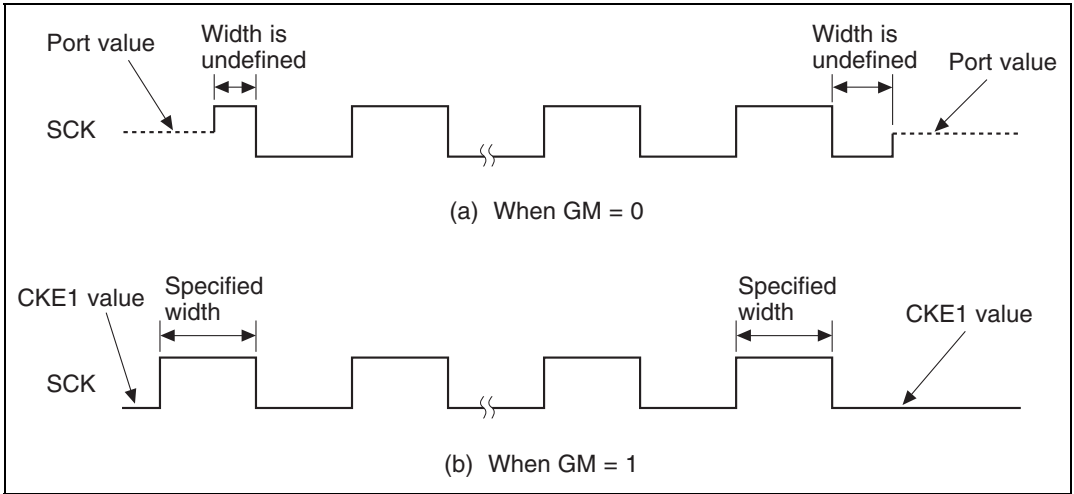 Port value
Width is
undefined
Width is
undefined
Port value
SCK
(a) When GM = 0
CKE1 value
Specified
width
Specified
width
CKE1 value
SCK
(b) When GM = 1